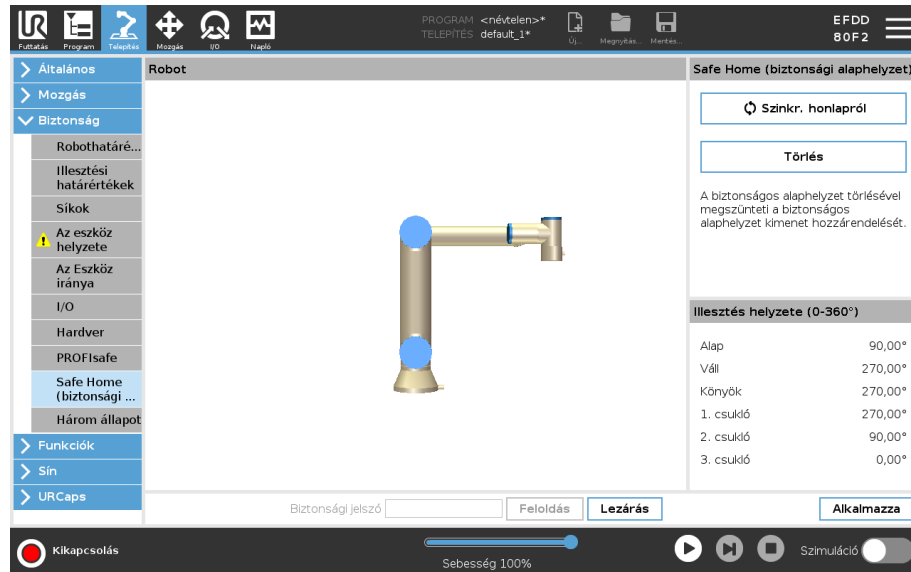 PROGRAM <névtelen>*
TELEPÍTÉS default_1*
EFDD
80F2
Futtatás Program Telepítés Mozgás I/O Napló
Új... Megnyitás... Mentés...
Általános
Mozgás
Biztonság
Robothatáré...
Illesztési
határértékek
Síkok
Az eszköz
helyzete
Az Eszköz
iránya
I/O
Hardver
PROFIsafe
Safe Home
(biztonsági ...
Három állapot
Funkciók
Sín
URCaps
Robot
Safe Home (biztonsági alaphelyzet)
Szinkr. honlapról
Törlés
A biztonságos alaphelyzet törlésével
megszünteti a biztonságos
alaphelyzet kimenet hozzárendelését.
Illesztés helyzete (0-360°)
Alap 90,00°
Váll 270,00°
Könyök 270,00°
1. csukló 270,00°
2. csukló 90,00°
3. csukló 0,00°
Biztonsági jelszó Feloldás Lezárás Alkalmazza
Kikapcsolás
Sebesség 100%
Szimuláció